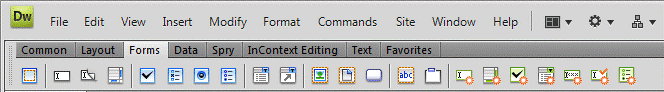 Dw File Edit View Insert Modify Format Commands Site Window Help
Common Layout Forms Data Spry InContext Editing Text Favorites
abc